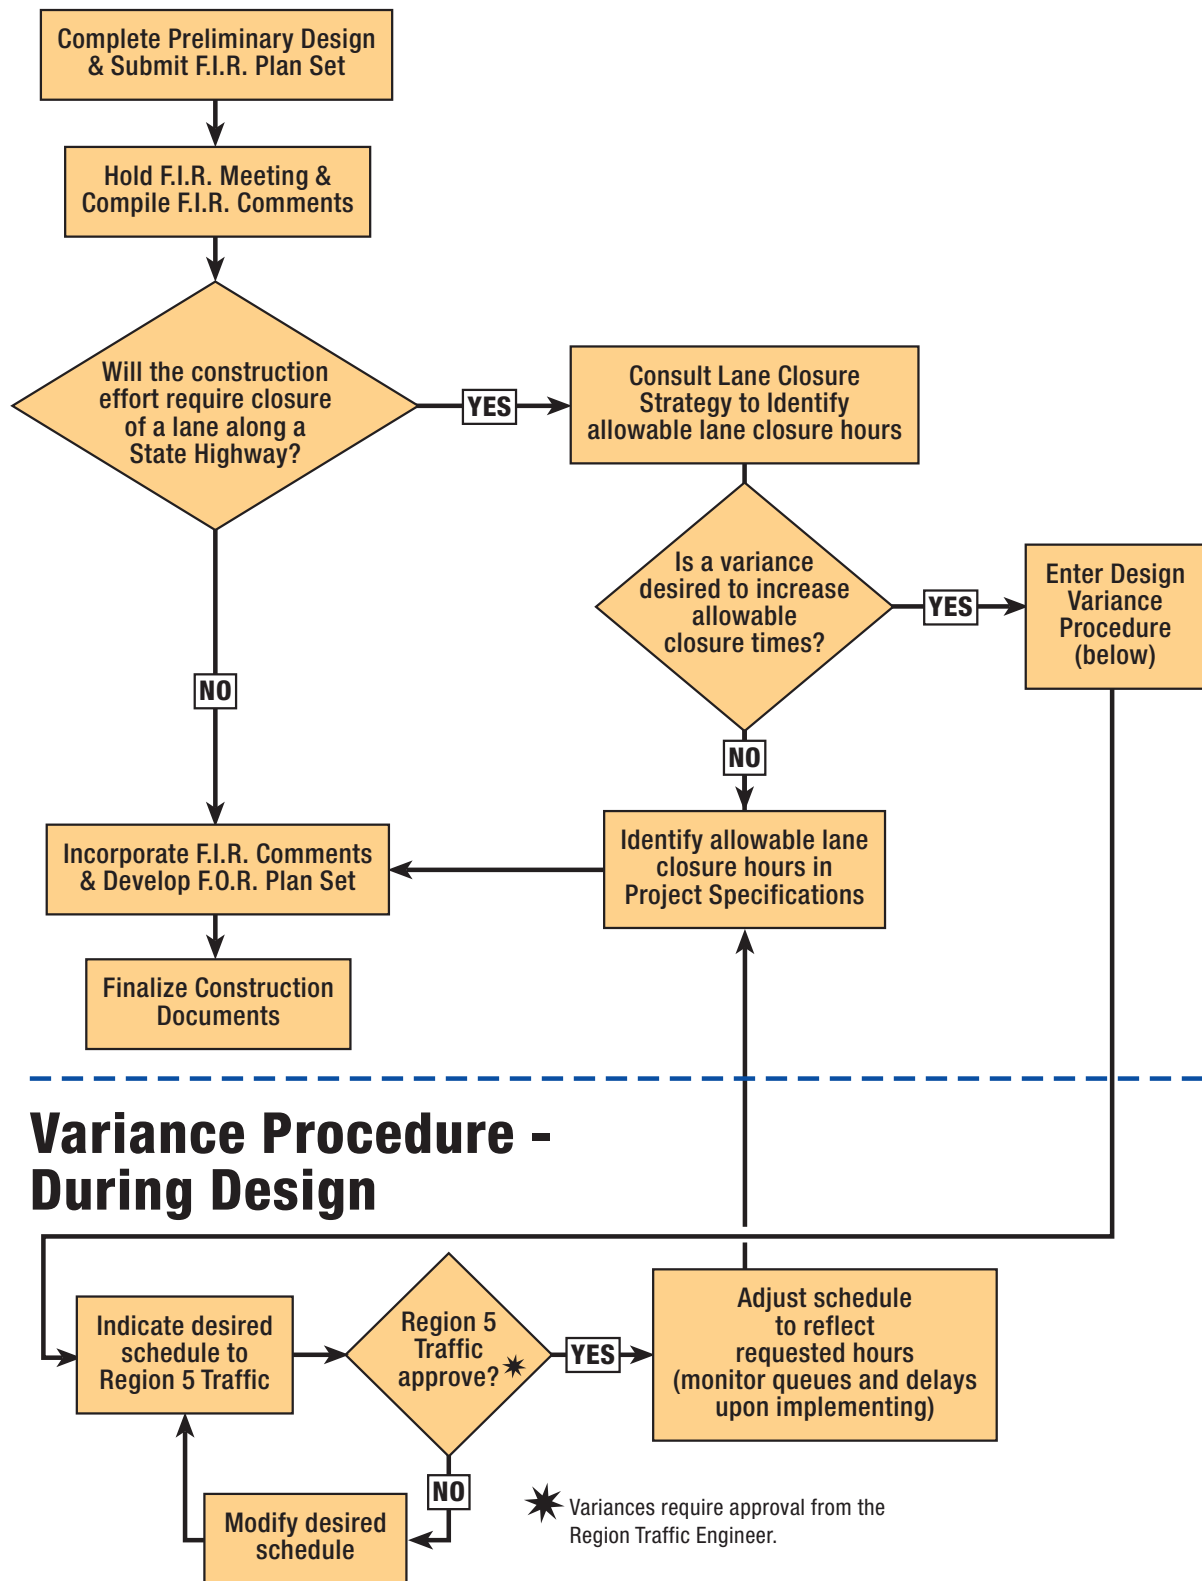 Complete Preliminary Design
& Submit F.I.R. Plan Set
Hold F.I.R. Meeting &
Compile F.I.R. Comments
Will the construction
effort require closure
of a lane along a
State Highway?
YES
Consult Lane Closure
Strategy to Identify
allowable lane closure hours
Is a variance
desired to increase
allowable
closure times?
YES
Enter Design
Variance
Procedure
(below)
NO
NO
Identify allowable lane
closure hours in
Project Specifications
Incorporate F.I.R. Comments
& Develop F.O.R. Plan Set
Finalize Construction
Documents
Variance Procedure -
During Design
Indicate desired
schedule to
Region 5 Traffic
Region 5
Traffic
approve?
YES
Adjust schedule
to reflect
requested hours
(monitor queues and delays
upon implementing)
NO
Modify desired
schedule
Variances require approval from the
Region Traffic Engineer.